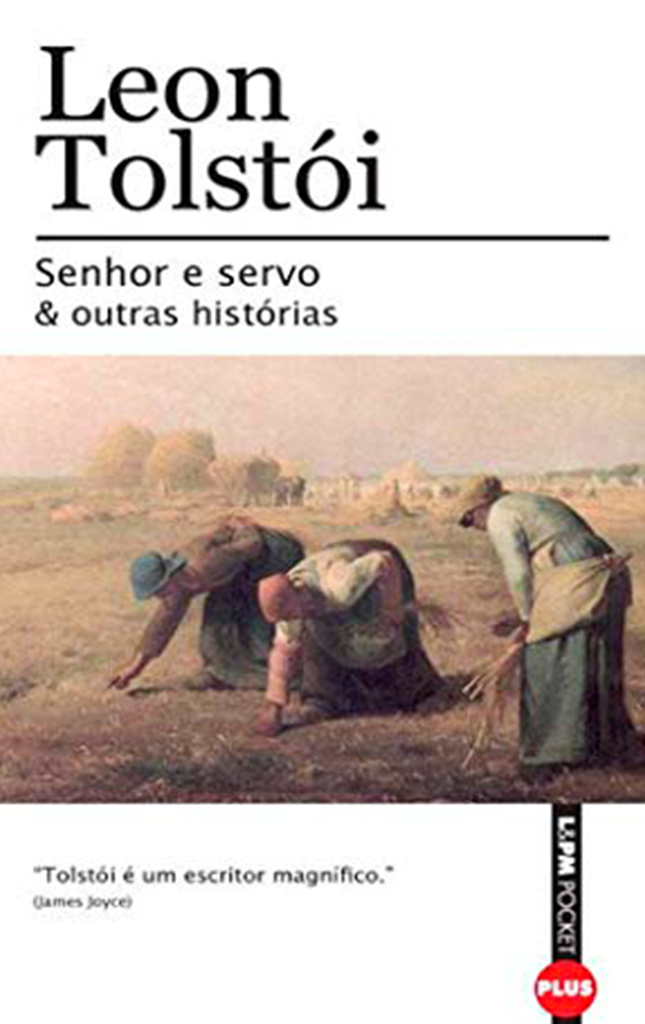 Leon
Tolstói
Senhor e servo
& outras histórias
"Tolstói é um escritor magnífico."
(James Joyce)
L&PM POCKET
PLUS